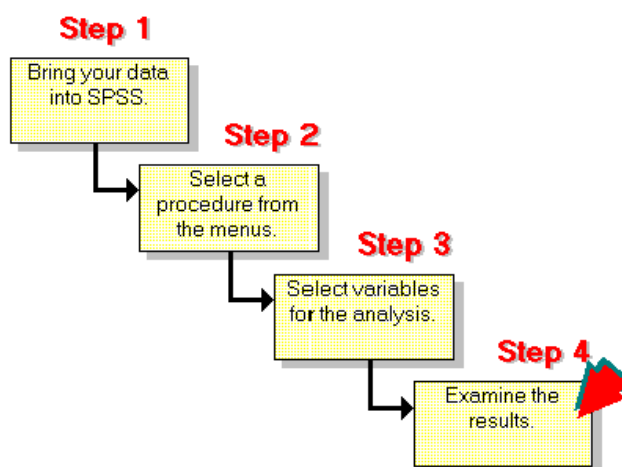 Step 1
Bring your data
into SPSS.
Step 2
Select a
procedure from
the menus.
Step 3
Select variables
for the analysis.
Step 4
Examine the
results.